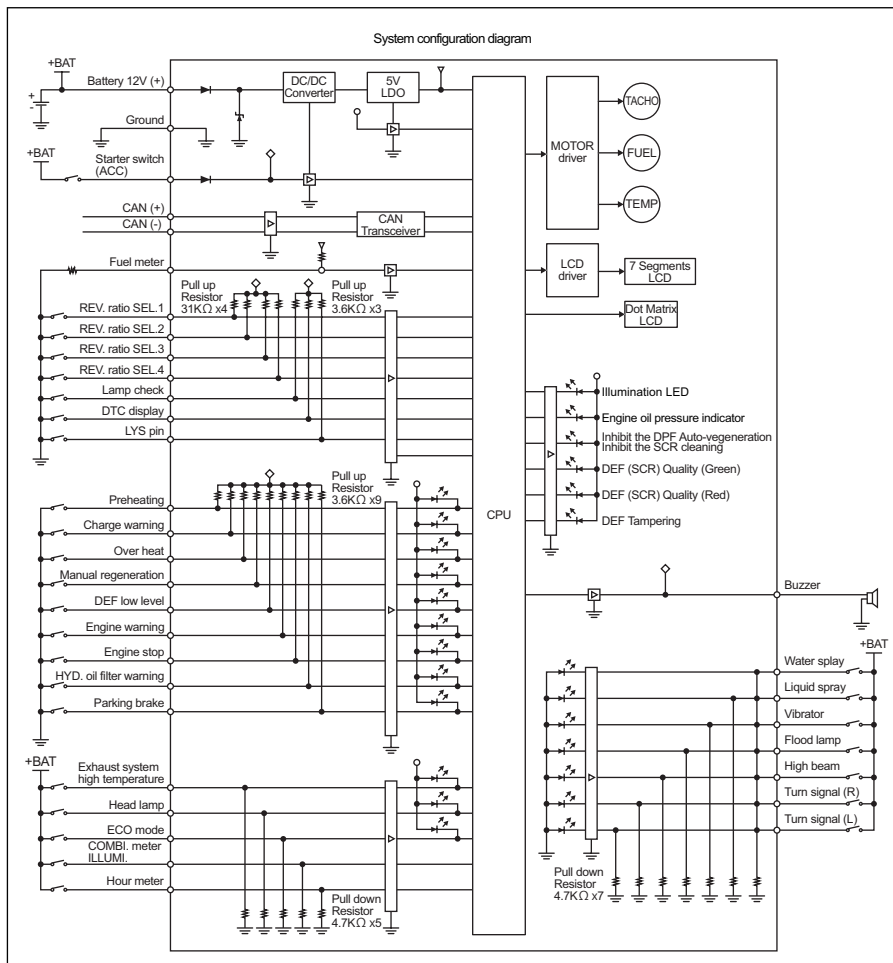 System configuration diagram
+BAT
Battery 12V (+)
+
-
Ground
+BAT
Starter switch
(ACC)
CAN (+)
CAN (-)
Fuel meter
DC/DC
Converter
5V
LDO
CAN
Transceiver
Pull up
Resistor
31KΩ x4
Pull up
Resistor
3.6KΩ x3
REV. ratio SEL.1
REV. ratio SEL.2
REV. ratio SEL.3
REV. ratio SEL.4
Lamp check
DTC display
LYS pin
Pull up
Resistor
3.6KΩ x9
Preheating
Charge warning
Over heat
Manual regeneration
DEF low level
Engine warning
Engine stop
HYD. oil filter warning
Parking brake
+BAT
Exhaust system
high temperature
Head lamp
ECO mode
COMBI. meter
ILLUMI.
Hour meter
Pull down
Resistor
4.7KΩ x5
CPU
MOTOR
driver
TACHO
FUEL
TEMP
LCD
driver
7 Segments
LCD
Dot Matrix
LCD
Illumination LED
Engine oil pressure indicator
Inhibit the DPF Auto-vegeneration
Inhibit the SCR cleaning
DEF (SCR) Quality (Green)
DEF (SCR) Quality (Red)
DEF Tampering
Buzzer
+BAT
Water splay
Liquid spray
Vibrator
Flood lamp
High beam
Turn signal (R)
Turn signal (L)
Pull down
Resistor
4.7KΩ x7